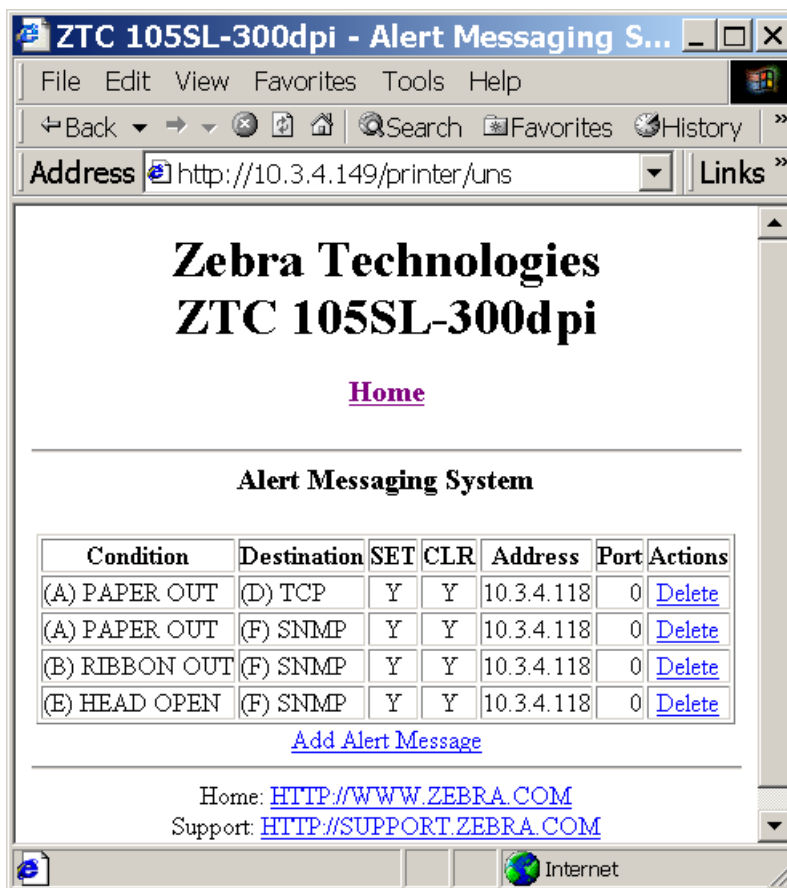 ZTC 105SL-300dpi - Alert Messaging S...
File Edit View Favorites Tools Help
Back Search Favorites History »
Address http://10.3.4.149/printer/uns Links »
Zebra Technologies
ZTC 105SL-300dpi
Home
Alert Messaging System
Condition Destination SET CLR Address Port Actions
(A) PAPER OUT (D) TCP Y Y 10.3.4.118 0 Delete
(A) PAPER OUT (F) SNMP Y Y 10.3.4.118 0 Delete
(B) RIBBON OUT (F) SNMP Y Y 10.3.4.118 0 Delete
(E) HEAD OPEN (F) SNMP Y Y 10.3.4.118 0 Delete
Add Alert Message
Home: HTTP://WWW.ZEBRA.COM
Support: HTTP://SUPPORT.ZEBRA.COM
Internet